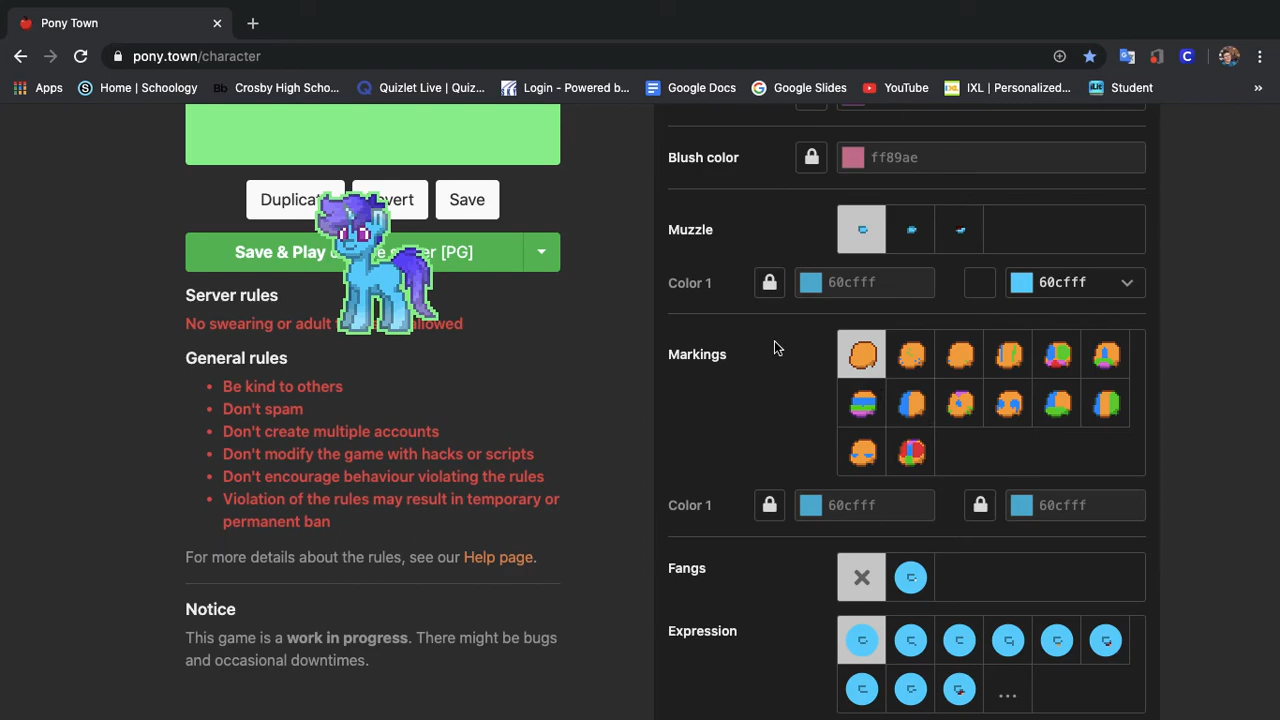 Pony Town
pony.town/character
Apps Home | Schoology Bb Crosby High Scho... Quizlet Live | Quiz... Login - Powered b... Google Docs Google Slides YouTube IXL | Personalized... iLit Student »
Blush color ff89ae
Duplicat vert Save
Muzzle
Save & Play server [PG]
Color 1 60cfff 60cfff
Server rules
No swearing or adult allowed
Markings
General rules
Be kind to others
Don't spam
Don't create multiple accounts
Don't modify the game with hacks or scripts
Don't encourage behaviour violating the rules
Violation of the rules may result in temporary or
permanent ban
Color 1 60cfff 60cfff
For more details about the rules, see our Help page.
Fangs
Notice
This game is a work in progress. There might be bugs
and occasional downtimes.
Expression
...